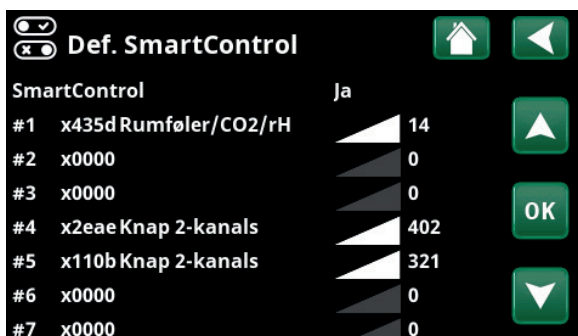 Def. SmartControl
SmartControl Ja
#1 x435d Rumføler/CO2/rH 14
#2 x0000 0
#3 x0000 0
#4 x2eae Knap 2-kanals 402
#5 x110b Knap 2-kanals 321
#6 x0000 0
#7 x0000 0
OK